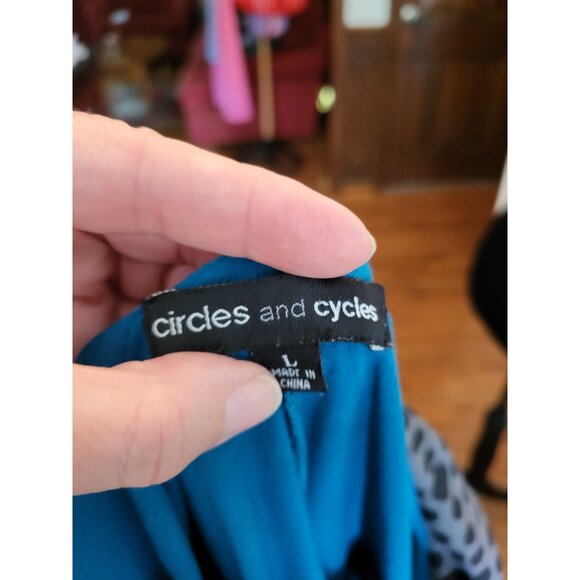 circles and cycles
L
MADE IN
CHINA